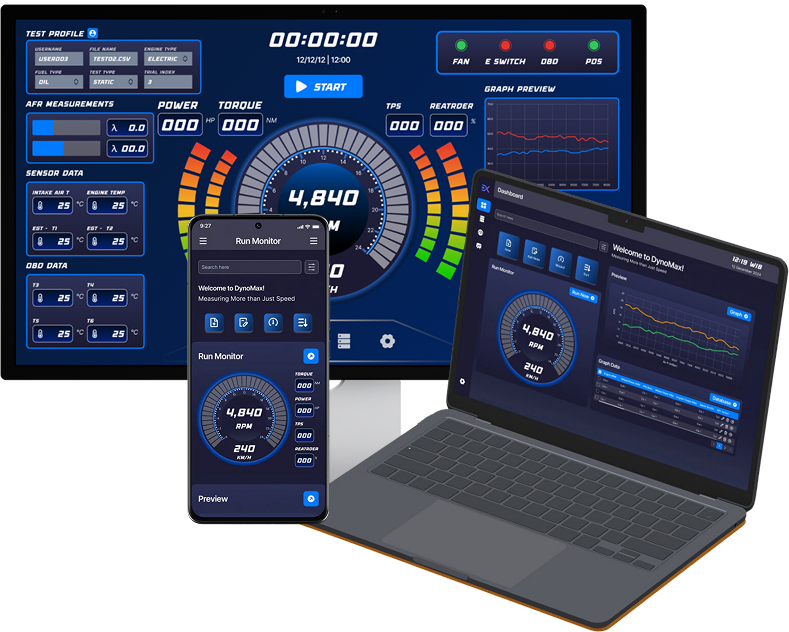 TEST PROFILE
USERNAME FILE NAME ENGINE TYPE
USER003 TEST02.CSV ELECTRIC
FUEL TYPE TEST TYPE TRIAL INDEX
OIL STATIC 3
AFR MEASUREMENTS
λ 0.0
λ 00.0
SENSOR DATA
INTAKE AIR T ENGINE TEMP
25 °C 25 °C
EGT - T1 EGT - T2
25 °C 25 °C
OBD DATA
T3 T4
25 °C 25 °C
T5 T6
25 °C 25 °C
00:00:00
12/12/12 | 12:00
START
POWER TORQUE
000 HP 000 NM
TPS REATRDER
000 000 %
4,840
FAN E SWITCH OBD POS
GRAPH PREVIEW
9:27
Run Monitor
Search here
Welcome to DynoMax!
Measuring More than Just Speed
Run Monitor
4,840
RPM
240
KM/H
TORQUE
000
POWER
000 HP
TPS
000
REATRDER
000
Preview
EX Dashboard
12:19 WIB
Search here
Welcome to DynoMax!
Measuring More than Just Speed
Run Monitor
Run Now
4,840
RPM
240
KM/H
Preview
Graph
Graph Data
Database